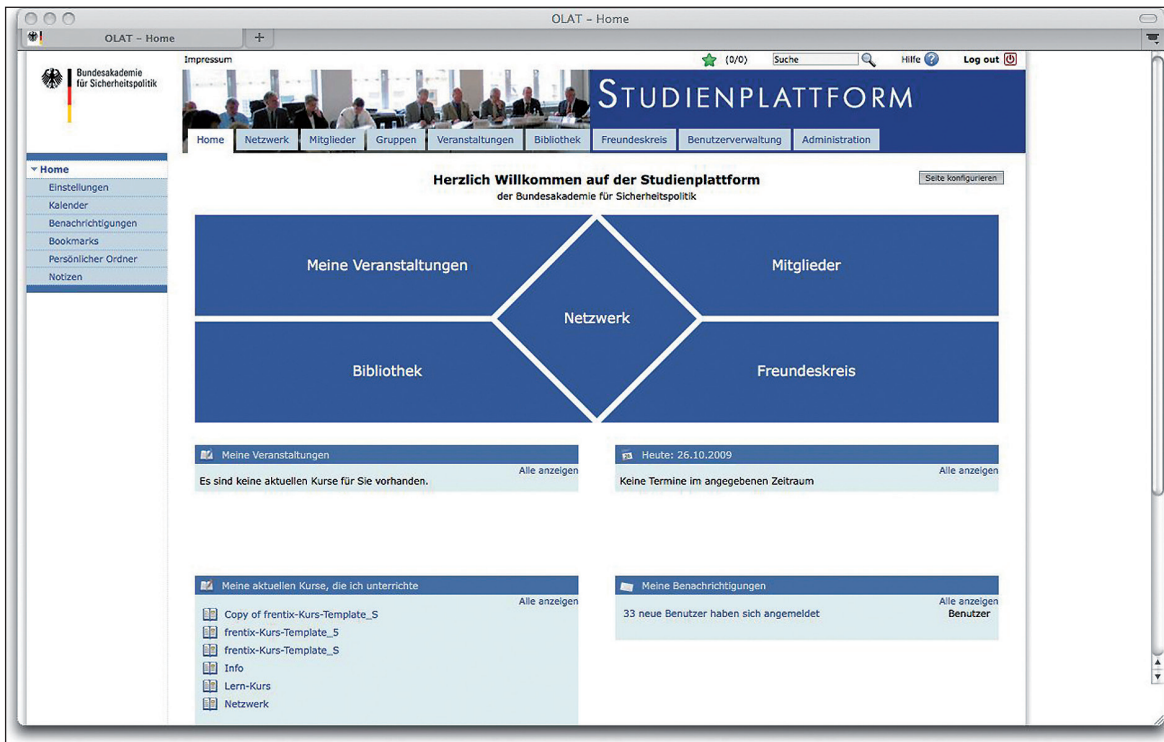 OLAT – Home
OLAT – Home
Bundesakademie
für Sicherheitspolitik
Impressum
(0/0)
Suche
Hilfe
Log out
STUDIENPLATTFORM
Home
Netzwerk
Mitglieder
Gruppen
Veranstaltungen
Bibliothek
Freundeskreis
Benutzerverwaltung
Administration
Home
Einstellungen
Kalender
Benachrichtigungen
Bookmarks
Persönlicher Ordner
Notizen
Herzlich Willkommen auf der Studienplattform
der Bundesakademie für Sicherheitspolitik
Seite konfigurieren
Meine Veranstaltungen
Mitglieder
Netzwerk
Bibliothek
Freundeskreis
Meine Veranstaltungen
Alle anzeigen
Es sind keine aktuellen Kurse für Sie vorhanden.
Heute: 26.10.2009
Alle anzeigen
Keine Termine im angegebenen Zeitraum
Meine aktuellen Kurse, die ich unterrichte
Alle anzeigen
Copy of frentix-Kurs-Template_S
frentix-Kurs-Template_5
frentix-Kurs-Template_S
Info
Lern-Kurs
Netzwerk
Meine Benachrichtigungen
Alle anzeigen
33 neue Benutzer haben sich angemeldet
Benutzer